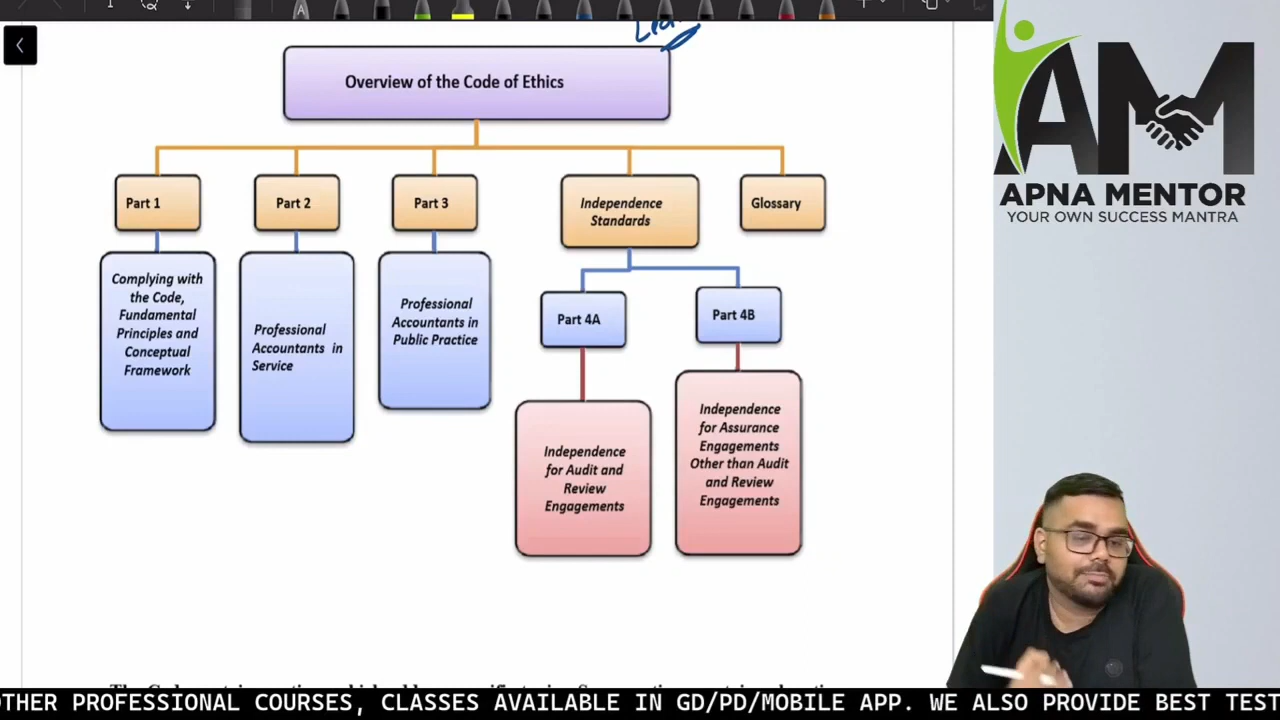 Overview of the Code of Ethics
Part 1
Part 2
Part 3
Independence
Standards
Glossary
Complying with
the Code,
Fundamental
Principles and
Conceptual
Framework
Professional
Accountants in
Service
Professional
Accountants in
Public Practice
Part 4A
Part 4B
Independence
for Audit and
Review
Engagements
Independence
for Assurance
Engagements
Other than Audit
and Review
Engagements
AM
APNA MENTOR
YOUR OWN SUCCESS MANTRA
OTHER PROFESSIONAL COURSES, CLASSES AVAILABLE IN GD/PD/MOBILE APP. WE ALSO PROVIDE BEST TEST